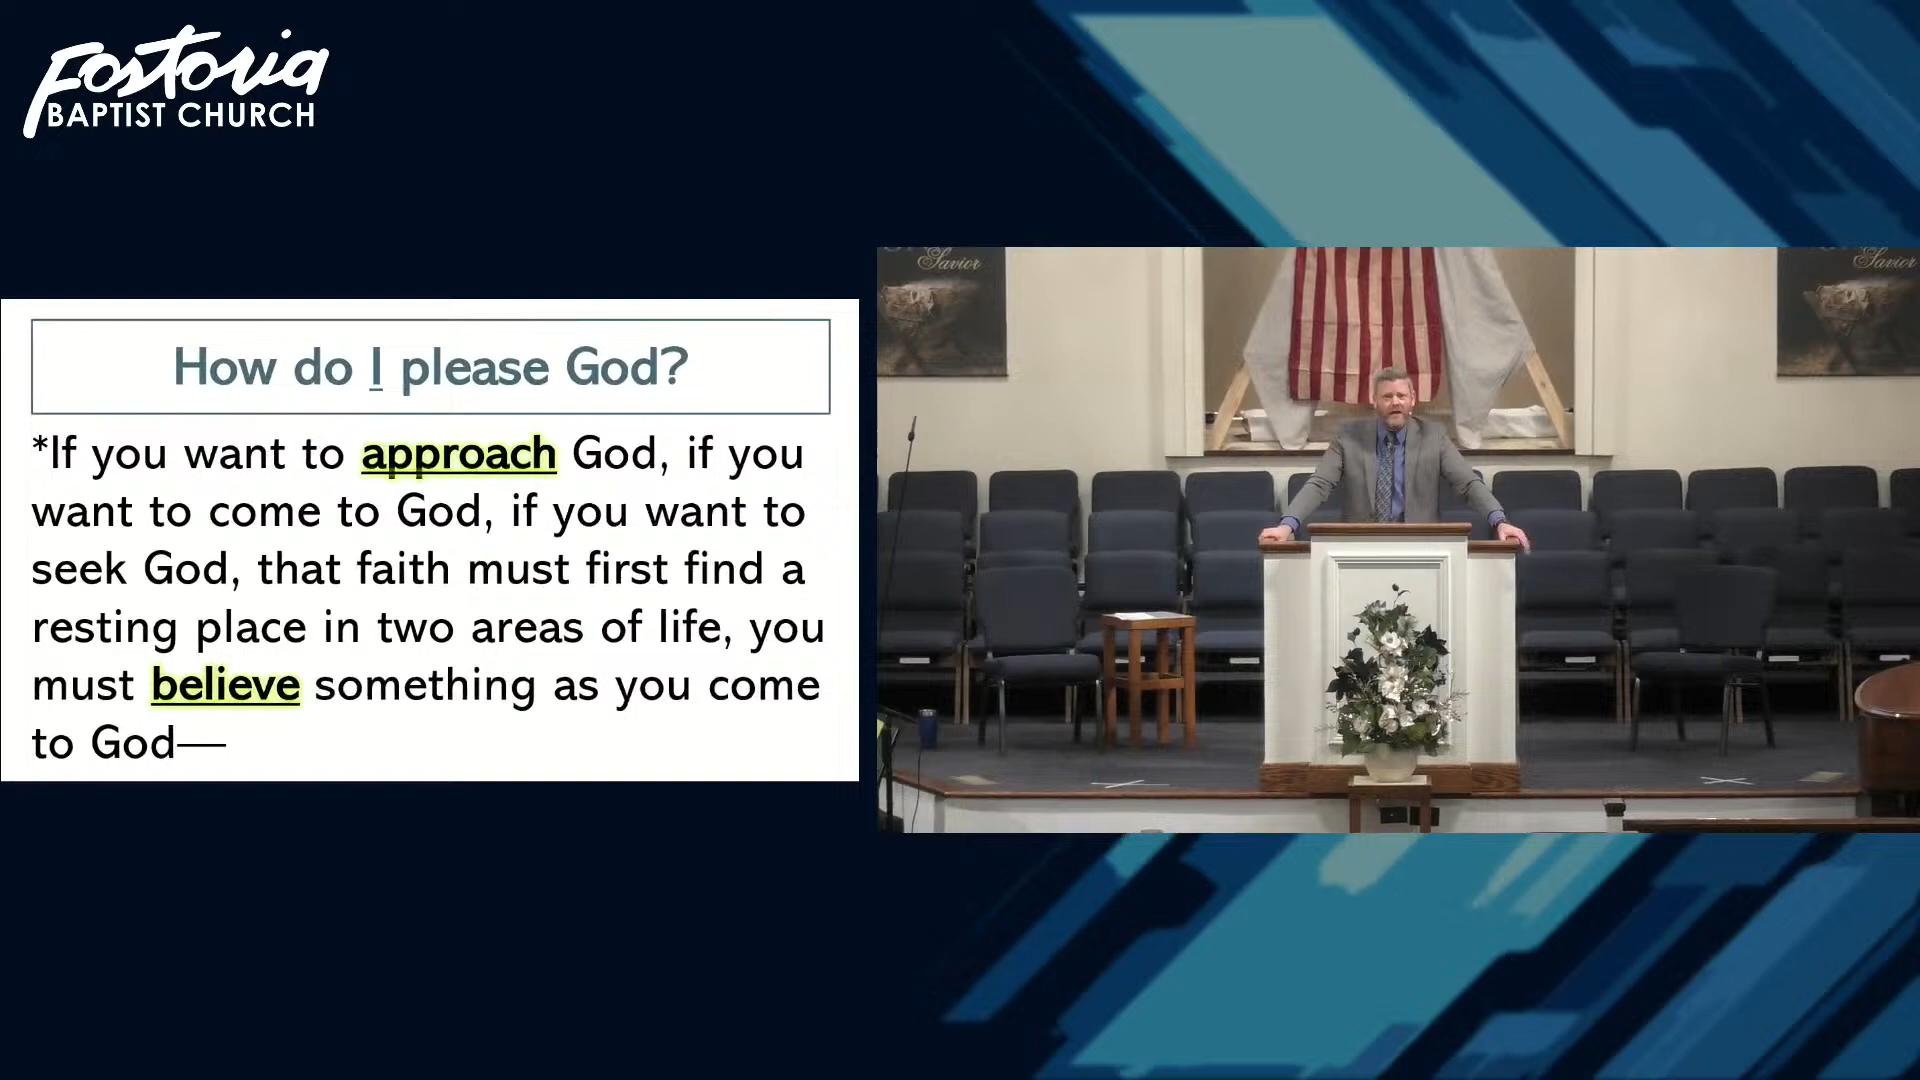 Fostoria
BAPTIST CHURCH
How do I please God?
*If you want to approach God, if you
want to come to God, if you want to
seek God, that faith must first find a
resting place in two areas of life, you
must believe something as you come
to God—
Savior
Savior